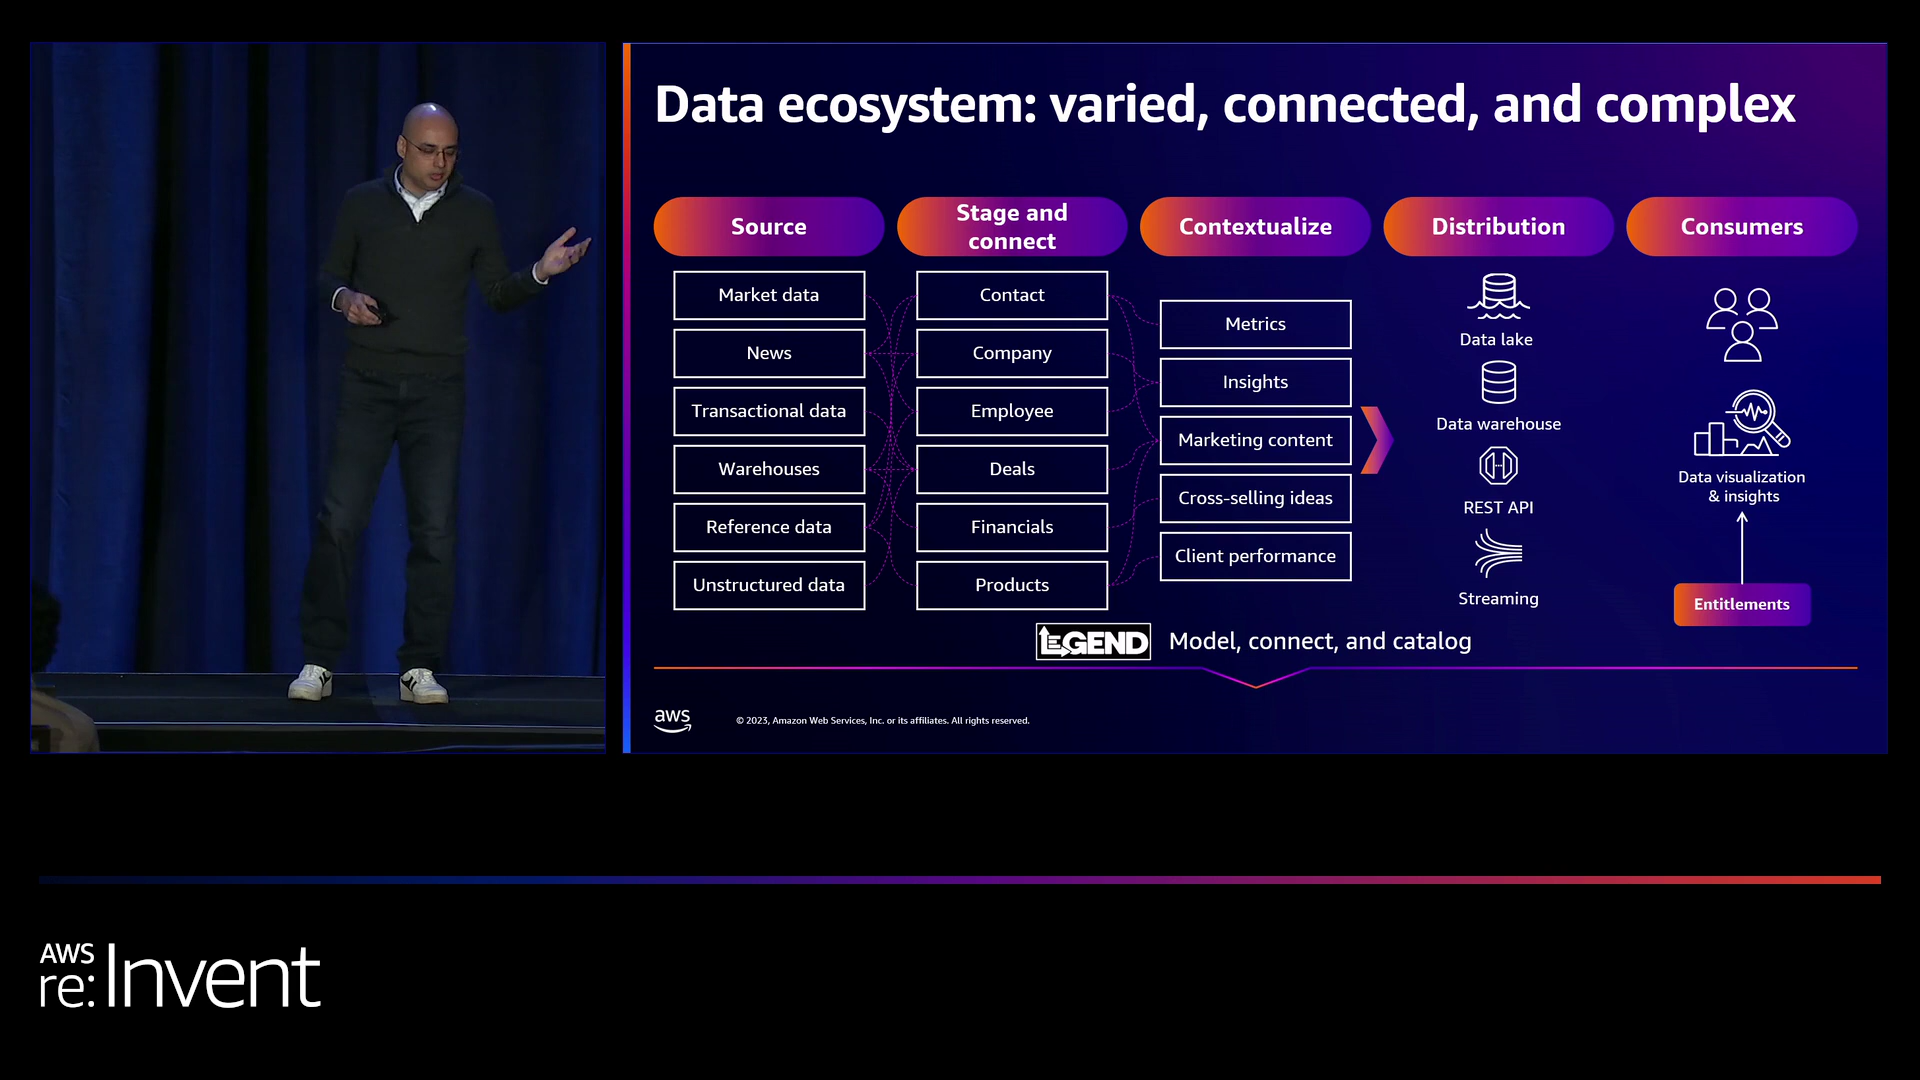 Data ecosystem: varied, connected, and complex
Source
Stage and
connect
Contextualize
Distribution
Consumers
Market data
News
Transactional data
Warehouses
Reference data
Unstructured data
Contact
Company
Employee
Deals
Financials
Products
Metrics
Insights
Marketing content
Cross-selling ideas
Client performance
Data lake
Data warehouse
REST API
Streaming
Data visualization
& insights
Entitlements
LEGEND
Model, connect, and catalog
aws
© 2023, Amazon Web Services, Inc. or its affiliates. All rights reserved.
AWS
re:Invent